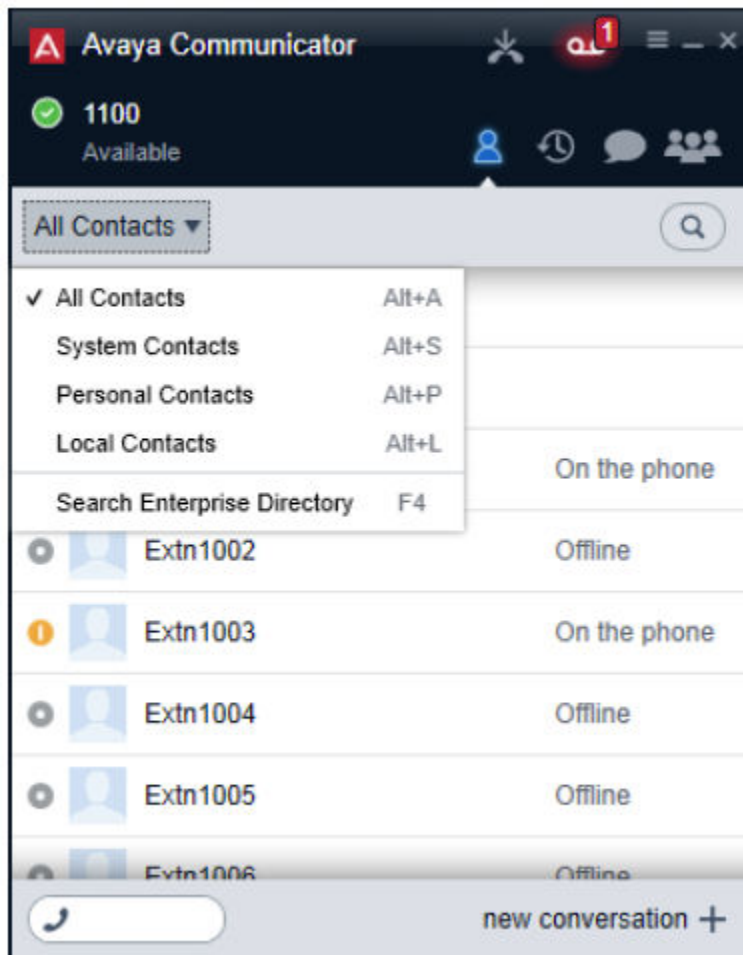 Avaya Communicator
1
1100
Available
All Contacts
✓ All Contacts Alt+A
System Contacts Alt+S
Personal Contacts Alt+P
Local Contacts Alt+L
Search Enterprise Directory F4
On the phone
Extn1002 Offline
Extn1003 On the phone
Extn1004 Offline
Extn1005 Offline
Extn1006 Offline
new conversation +